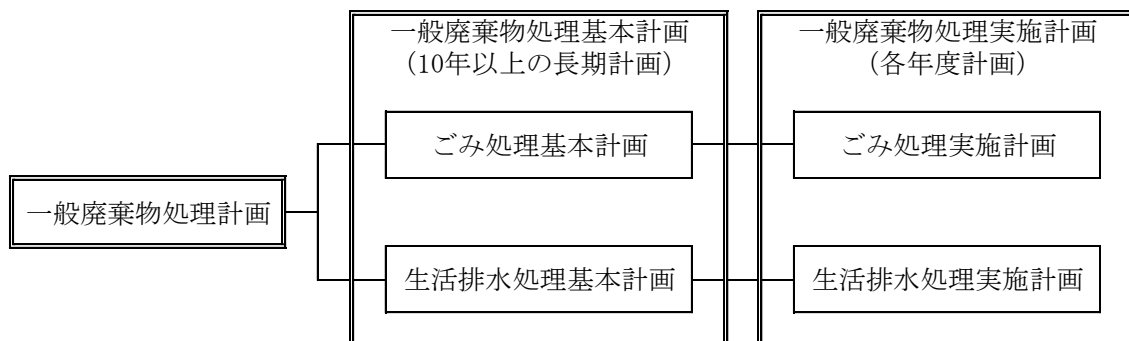 一般廃棄物処理基本計画
（10年以上の長期計画）
一般廃棄物処理実施計画
（各年度計画）
ごみ処理基本計画
ごみ処理実施計画
一般廃棄物処理計画
生活排水処理基本計画
生活排水処理実施計画